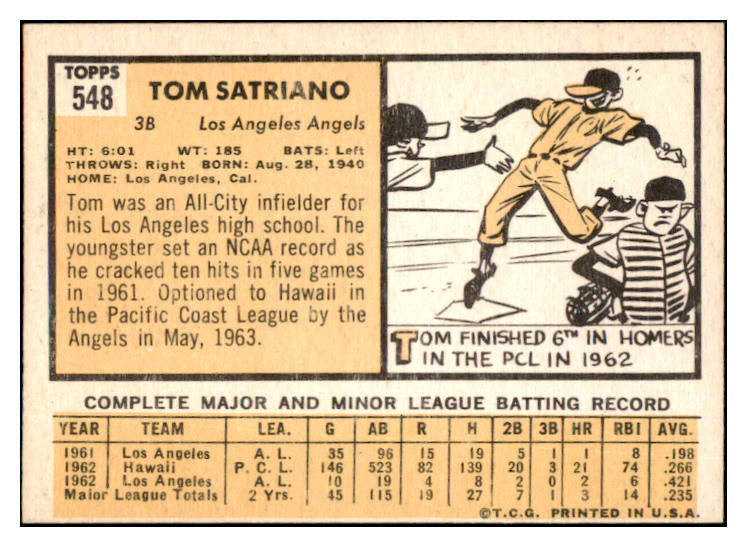 TOPPS
548
TOM SATRIANO
3B Los Angeles Angels
HT: 6:01 WT: 185 BATS: Left
THROWS: Right BORN: Aug. 28, 1940
HOME: Los Angeles, Cal.
Tom was an All-City infielder for
his Los Angeles high school. The
youngster set an NCAA record as
he cracked ten hits in five games
in 1961. Optioned to Hawaii in
the Pacific Coast League by the
Angels in May, 1963.
TOM FINISHED 6TH IN HOMERS
IN THE PCL IN 1962
COMPLETE MAJOR AND MINOR LEAGUE BATTING RECORD
YEAR TEAM LEA. G AB R H 2B 3B HR RBI AVG.
1961 Los Angeles A. L. 35 96 15 19 5 1 1 8 .198
1962 Hawaii P. C. L. 146 523 82 139 20 3 21 74 .266
1962 Los Angeles A. L. 10 19 4 8 2 0 2 6 .421
Major League Totals 2 Yrs. 45 115 19 27 7 1 3 14 .235
©T.C.G. PRINTED IN U.S.A.